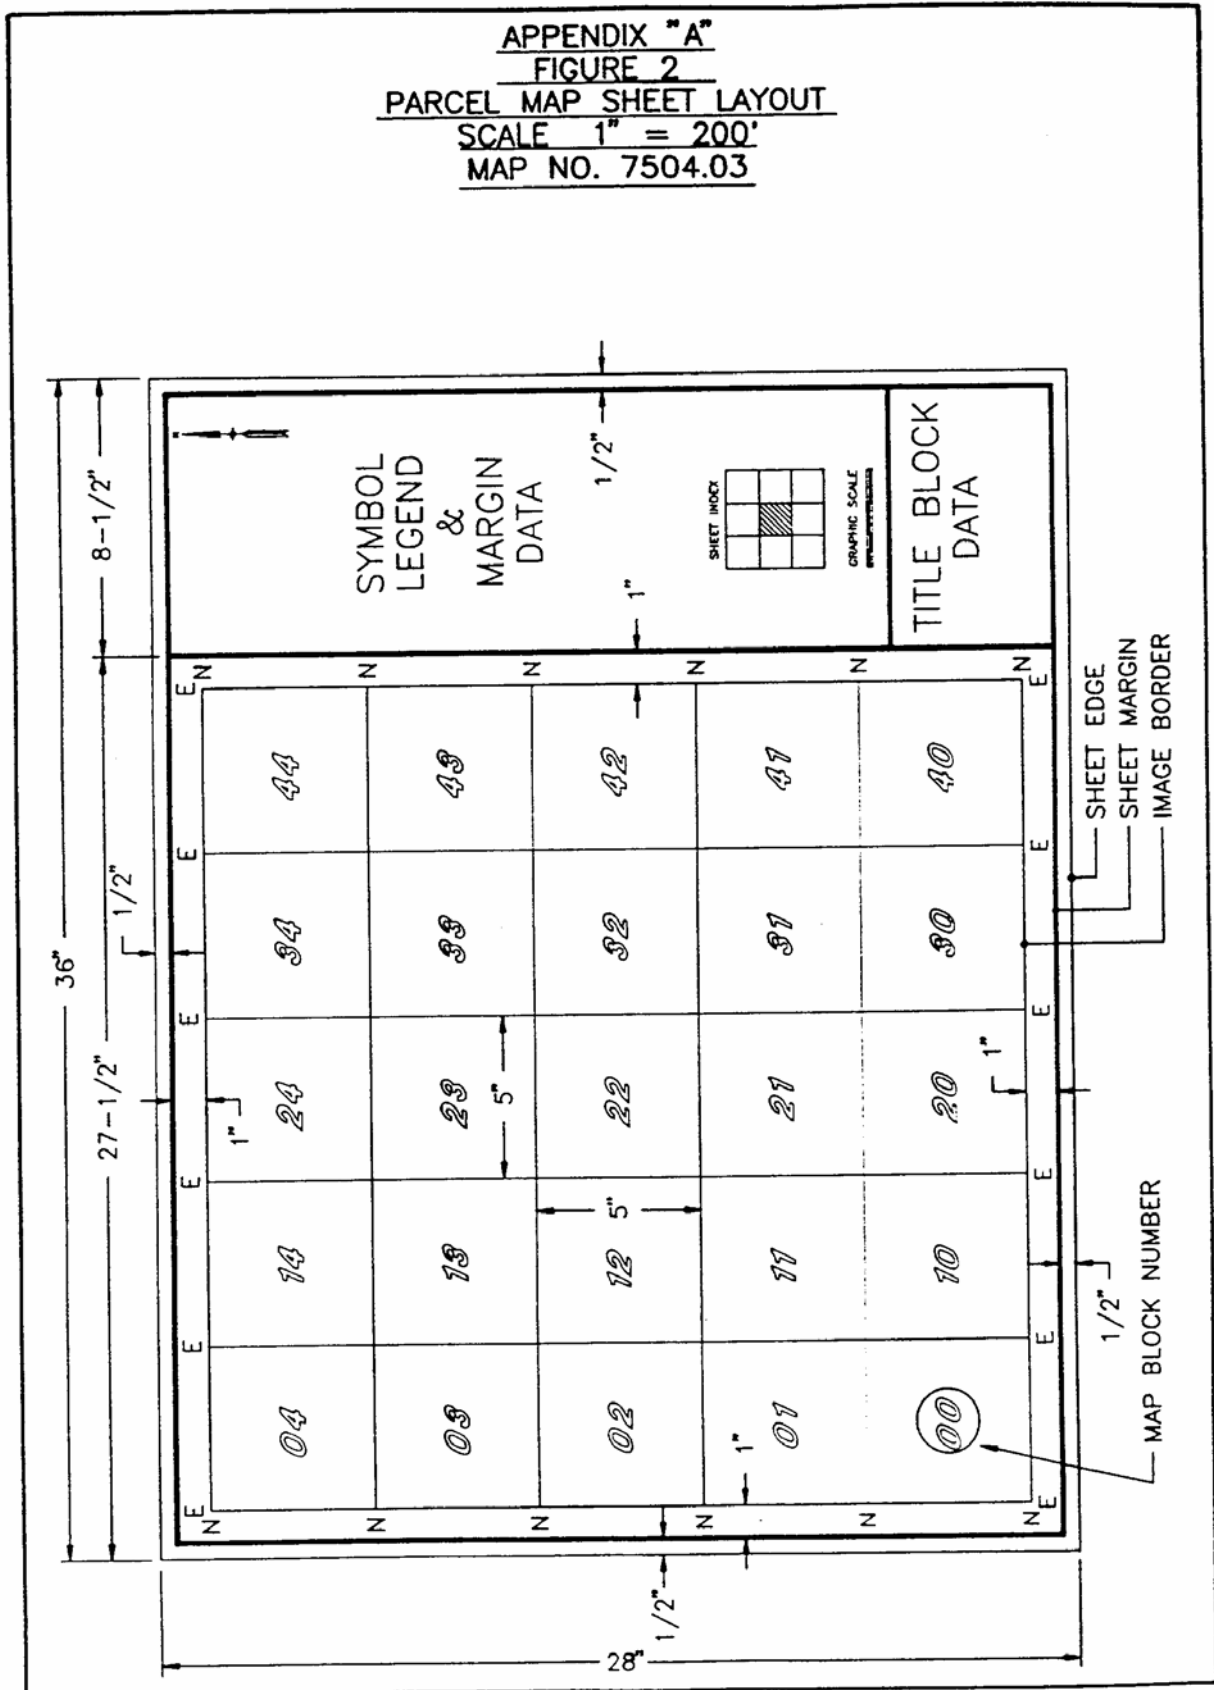 APPENDIX "A"
FIGURE 2
PARCEL MAP SHEET LAYOUT
SCALE 1" = 200'
MAP NO. 7504.03
36"
27-1/2"
8-1/2"
1/2"
1"
SYMBOL
LEGEND
&
MARGIN
DATA
1/2"
SHEET INDEX
GRAPHIC SCALE
1"
TITLE BLOCK
DATA
E E E E E E
N N N N N N
04 14 24 34 44
03 13 23 33 43
5"
5"
02 12 22 32 42
01 11 21 31 41
00 10 20 30 40
1"
1"
N N N N N N
E E E E E E
1/2"
1/2"
28"
SHEET EDGE
SHEET MARGIN
IMAGE BORDER
MAP BLOCK NUMBER